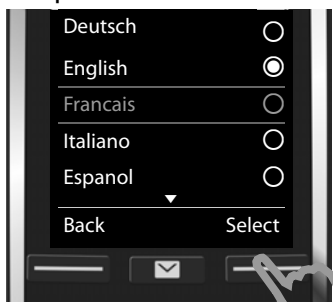 Deutsch
English
Francais
Italiano
Espanol
Back Select